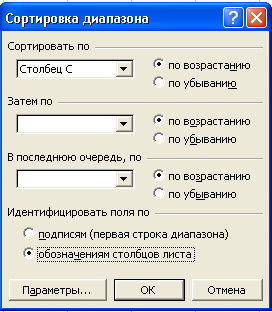 Сортировка диапазона
Сортировать по
Столбец C
по возрастанию
по убыванию
Затем по
по возрастанию
по убыванию
В последнюю очередь, по
по возрастанию
по убыванию
Идентифицировать поля по
подписям (первая строка диапазона)
обозначениям столбцов листа
Параметры...
ОК
Отмена